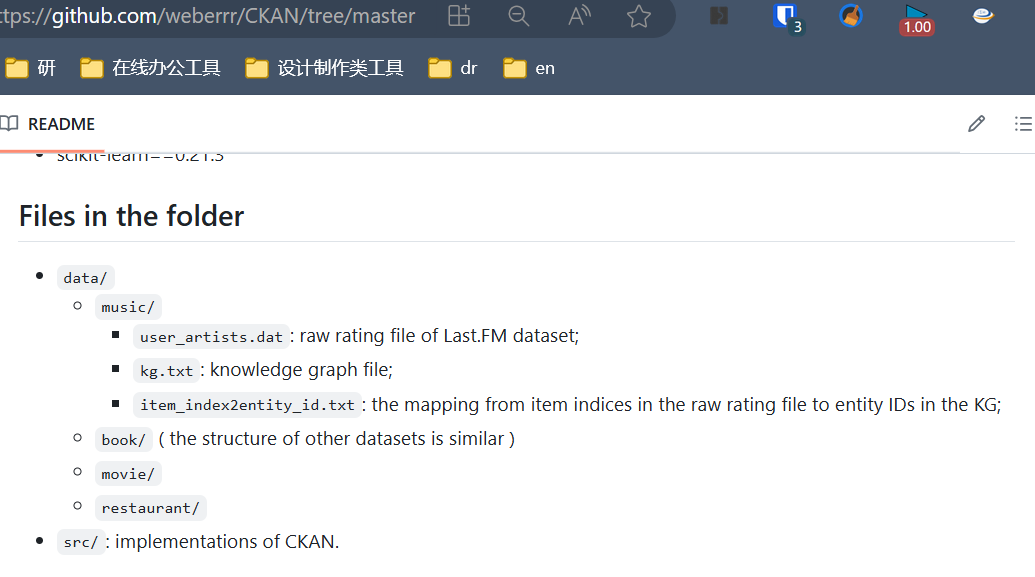 ttps://github.com/weberrr/CKAN/tree/master
3
1.00
研 在线办公工具 设计制作类工具 dr en
README
scikit-learn==0.21.3
Files in the folder
data/
music/
user_artists.dat: raw rating file of Last.FM dataset;
kg.txt: knowledge graph file;
item_index2entity_id.txt: the mapping from item indices in the raw rating file to entity IDs in the KG;
book/ ( the structure of other datasets is similar )
movie/
restaurant/
src/: implementations of CKAN.